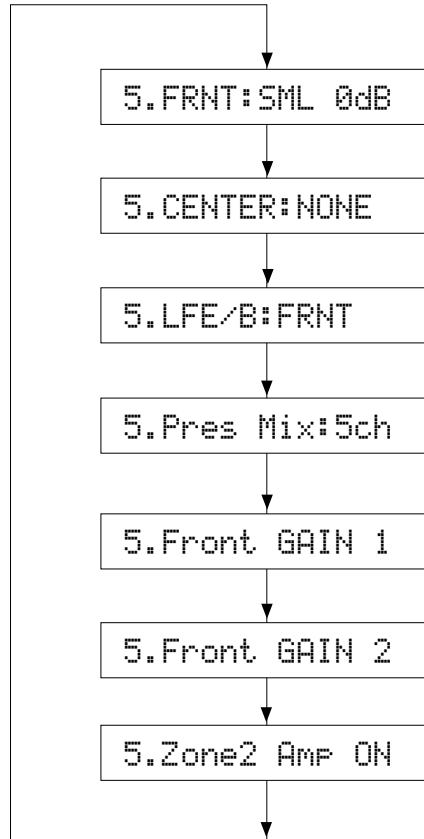 5.FRNT:SML 0dB
5.CENTER:NONE
5.LFE/B:FRNT
5.Pres Mix:5ch
5.Front GAIN 1
5.Front GAIN 2
5.Zone2 Amp ON